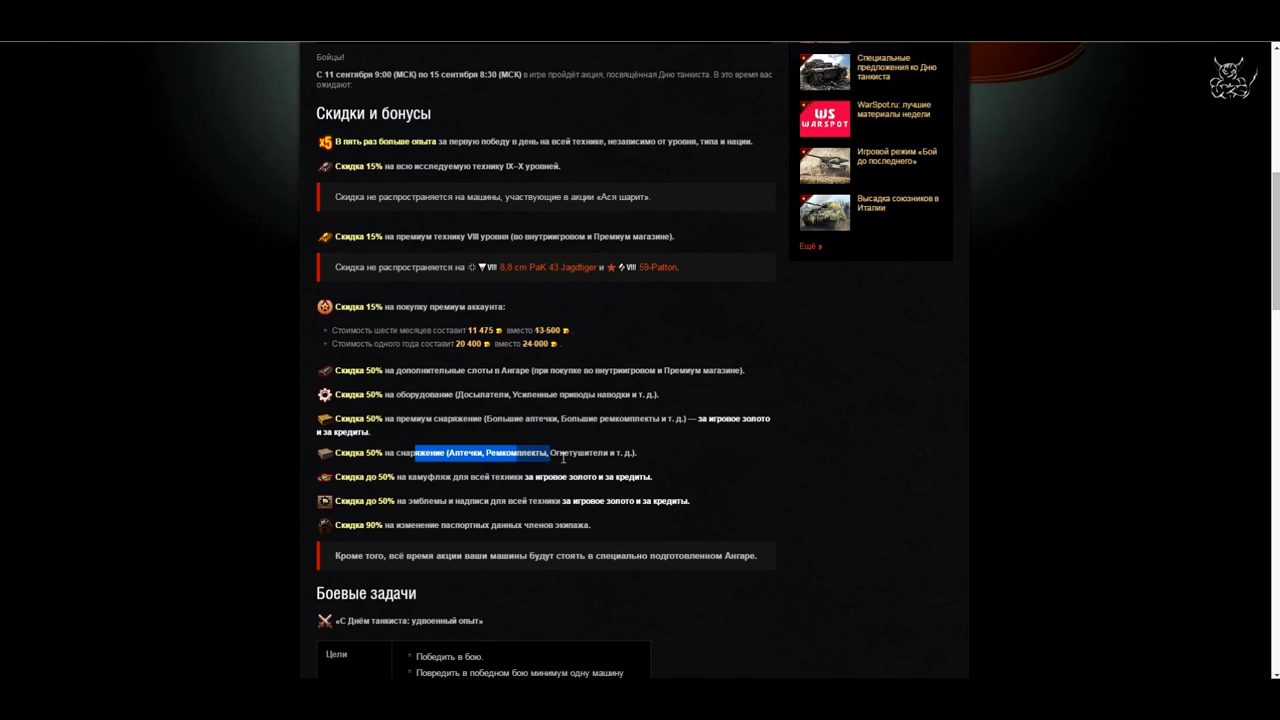 Бойцы!
С 11 сентября 9:00 (МСК) по 15 сентября 8:30 (МСК) в игре пройдёт акция, посвящённая Дню танкиста. В это время вас
ожидают:
Скидки и бонусы
x5 В пять раз больше опыта за первую победу в день на всей технике, независимо от уровня, типа и нации.
Скидка 15% на всю исследуемую технику IX–X уровней.
Скидка не распространяется на машины, участвующие в акции «Ася шарит».
Скидка 15% на премиум технику VIII уровня (во внутриигровом и Премиум магазине).
Скидка не распространяется на VIII 8,8 cm PaK 43 Jagdtiger и VIII 59-Patton.
Скидка 15% на покупку премиум аккаунта:
Стоимость шести месяцев составит 11 475 вместо 13 500 .
Стоимость одного года составит 20 400 вместо 24 000 .
Скидка 50% на дополнительные слоты в Ангаре (при покупке во внутриигровом и Премиум магазине).
Скидка 50% на оборудование (Досылатели, Усиленные приводы наводки и т. д.).
Скидка 50% на премиум снаряжение (Большие аптечки, Большие ремкомплекты и т. д.) — за игровое золото
и за кредиты.
Скидка 50% на снаряжение (Аптечки, Ремкомплекты, Огнетушители и т. д.).
Скидка до 50% на камуфляж для всей техники за игровое золото и за кредиты.
Скидка до 50% на эмблемы и надписи для всей техники за игровое золото и за кредиты.
Скидка 90% на изменение паспортных данных членов экипажа.
Кроме того, всё время акции ваши машины будут стоять в специально подготовленном Ангаре.
Боевые задачи
«С Днём танкиста: удвоенный опыт»
Цели
Победить в бою.
Повредить в победном бою минимум одну машину
Специальные
предложения ко Дню
танкиста
WS
WARSPOT
WarSpot.ru: лучшие
материалы недели
Игровой режим «Бой
до последнего»
Высадка союзников в
Италии
Ещё »